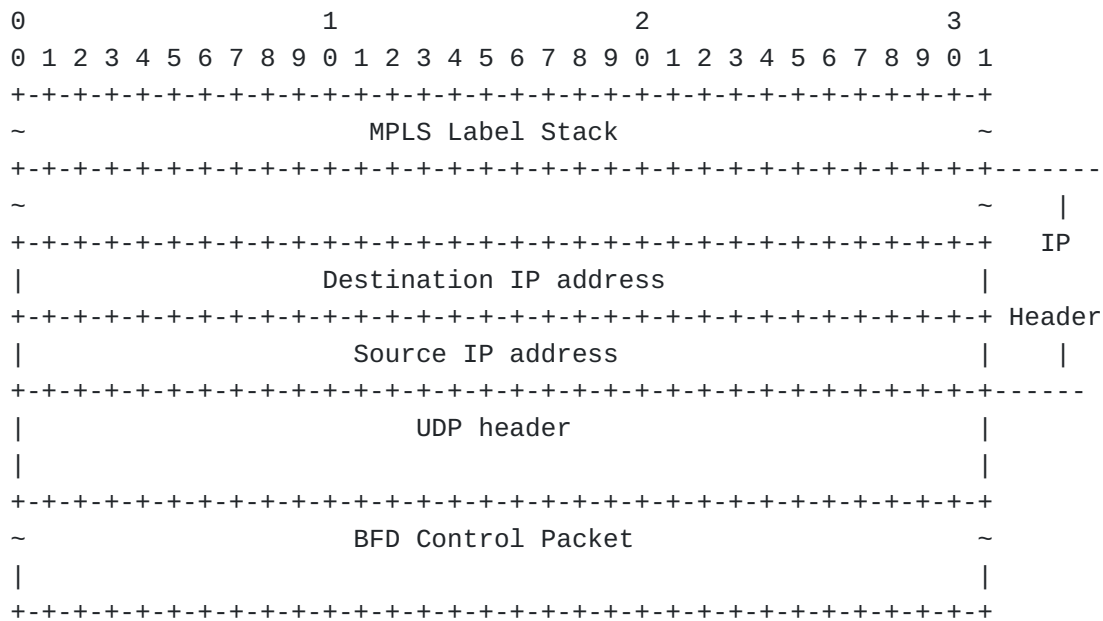 0                   1                   2                   3
0 1 2 3 4 5 6 7 8 9 0 1 2 3 4 5 6 7 8 9 0 1 2 3 4 5 6 7 8 9 0 1
+-+-+-+-+-+-+-+-+-+-+-+-+-+-+-+-+-+-+-+-+-+-+-+-+-+-+-+-+-+-+-+
~                      MPLS Label Stack                       ~
+-+-+-+-+-+-+-+-+-+-+-+-+-+-+-+-+-+-+-+-+-+-+-+-+-+-+-+-+-+-+-+-------
~                                                             ~    |
+-+-+-+-+-+-+-+-+-+-+-+-+-+-+-+-+-+-+-+-+-+-+-+-+-+-+-+-+-+-+-+   IP
|                   Destination IP address                    |
+-+-+-+-+-+-+-+-+-+-+-+-+-+-+-+-+-+-+-+-+-+-+-+-+-+-+-+-+-+-+-+ Header
|                     Source IP address                       |    |
+-+-+-+-+-+-+-+-+-+-+-+-+-+-+-+-+-+-+-+-+-+-+-+-+-+-+-+-+-+-+-+------
|                         UDP header                          |
|                                                             |
+-+-+-+-+-+-+-+-+-+-+-+-+-+-+-+-+-+-+-+-+-+-+-+-+-+-+-+-+-+-+-+
~                     BFD Control Packet                      ~
|                                                             |
+-+-+-+-+-+-+-+-+-+-+-+-+-+-+-+-+-+-+-+-+-+-+-+-+-+-+-+-+-+-+-+